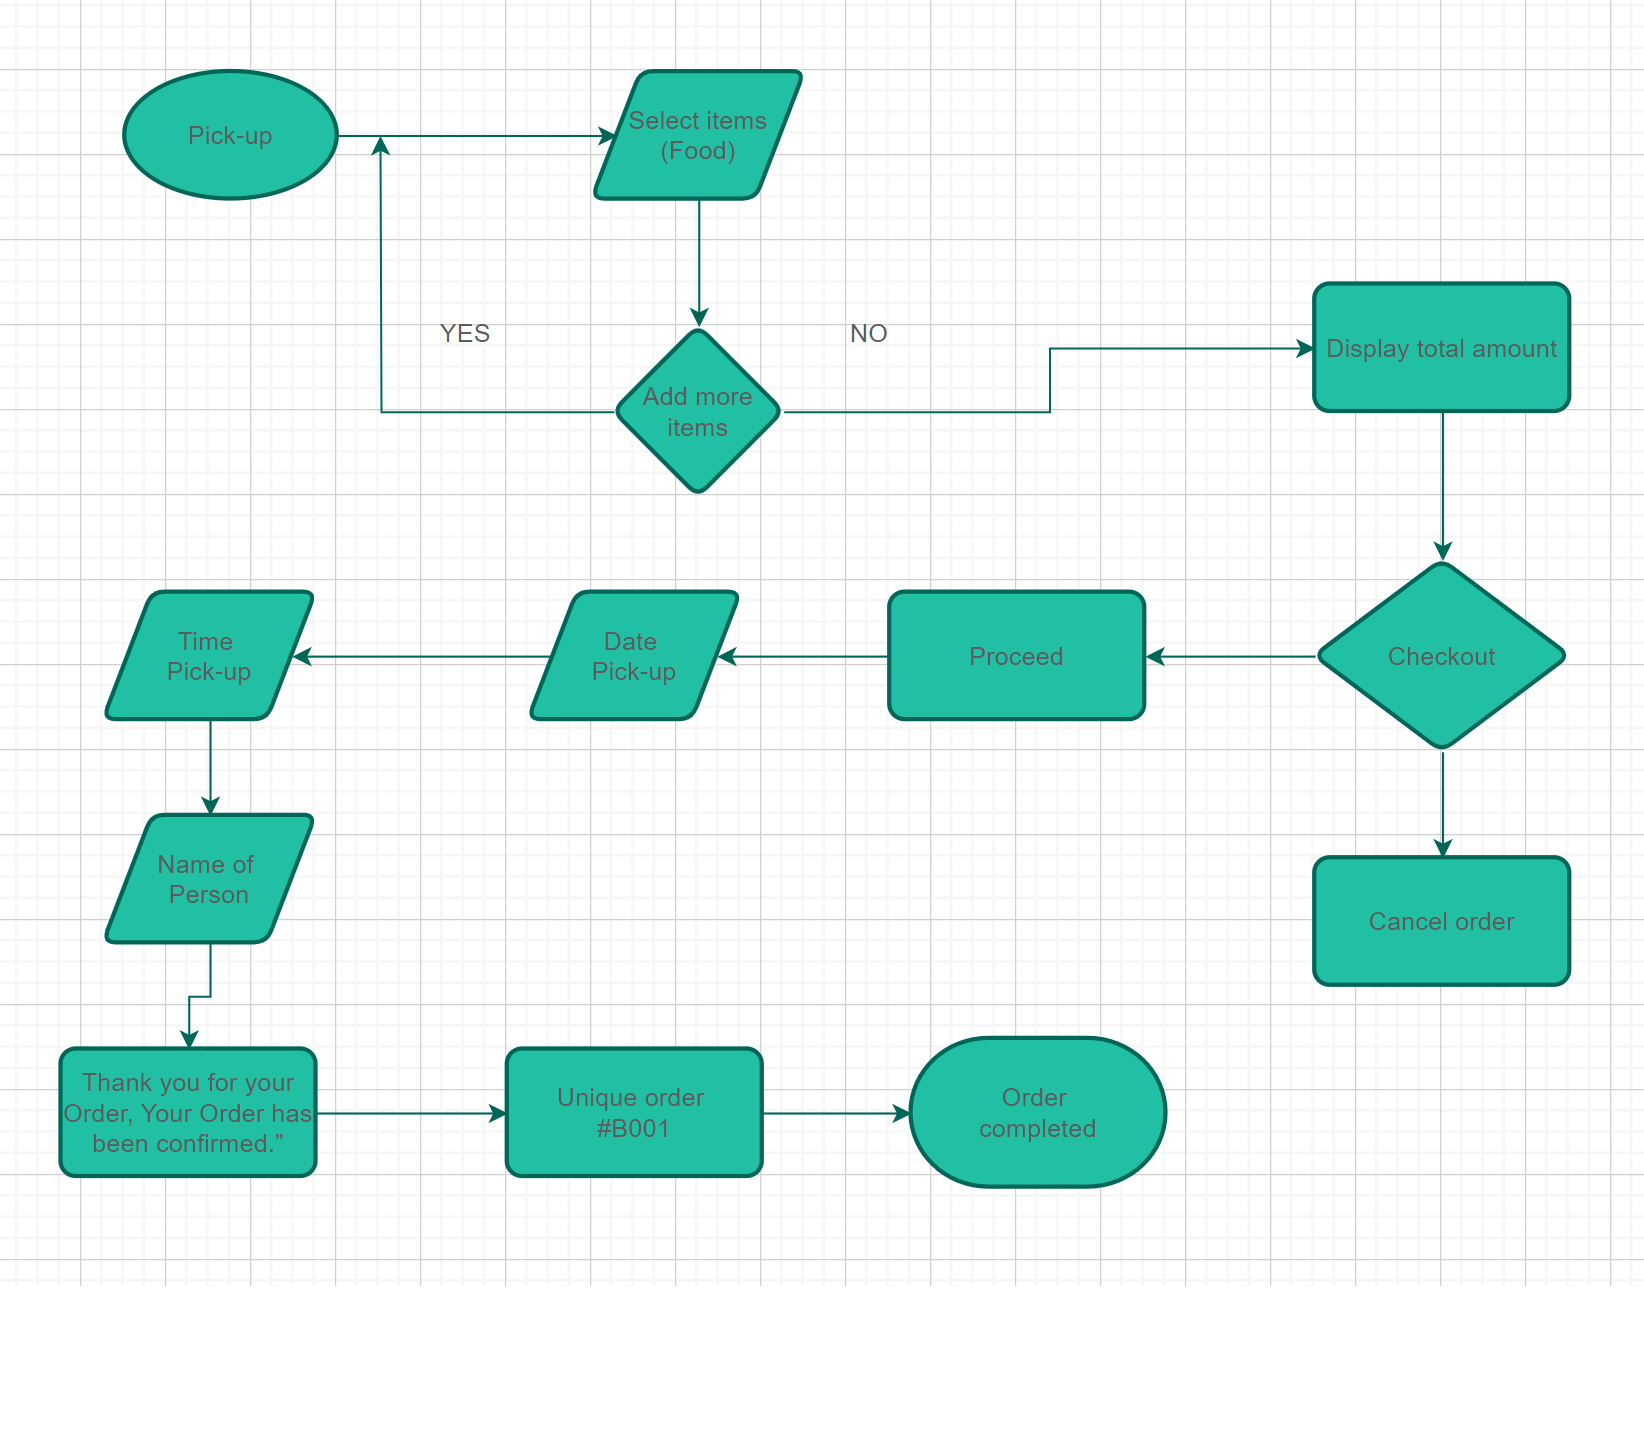 Pick-up
Select items
(Food)
YES
NO
Add more
items
Display total amount
Checkout
Proceed
Date
Pick-up
Time
Pick-up
Name of
Person
Cancel order
Thank you for your
Order, Your Order has
been confirmed.”
Unique order
#B001
Order
completed